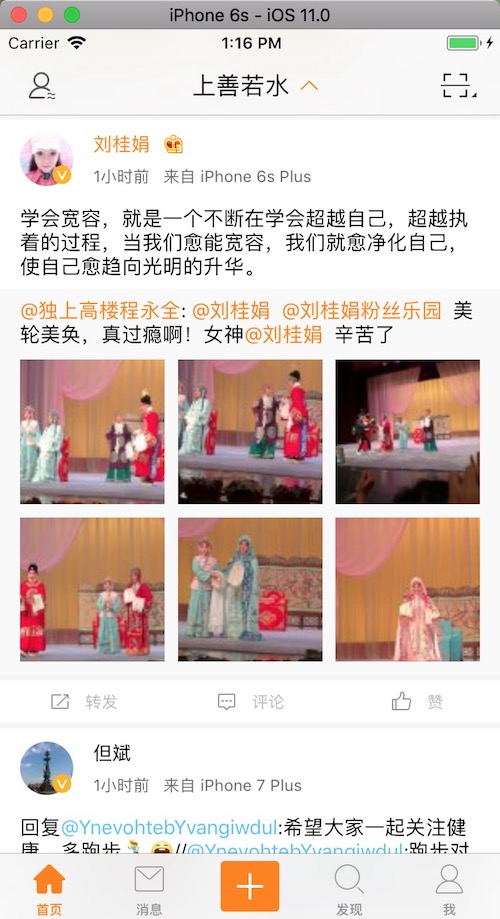 iPhone 6s - iOS 11.0
Carrier 1:16 PM
上善若水
刘桂娟
1小时前 来自 iPhone 6s Plus
学会宽容，就是一个不断在学会超越自己，超越执
着的过程，当我们愈能宽容，我们就愈净化自己，
使自己愈趋向光明的升华。
@独上高楼程永全: @刘桂娟 @刘桂娟粉丝乐园 美
轮美奂，真过瘾啊！女神@刘桂娟 辛苦了
转发 评论 赞
但斌
1小时前 来自 iPhone 7 Plus
回复@YnevohtebYvangiwdul:希望大家一起关注健
康，多跑步//@YnevohtebYvangiwdul:跑步对
首页 消息 发现 我